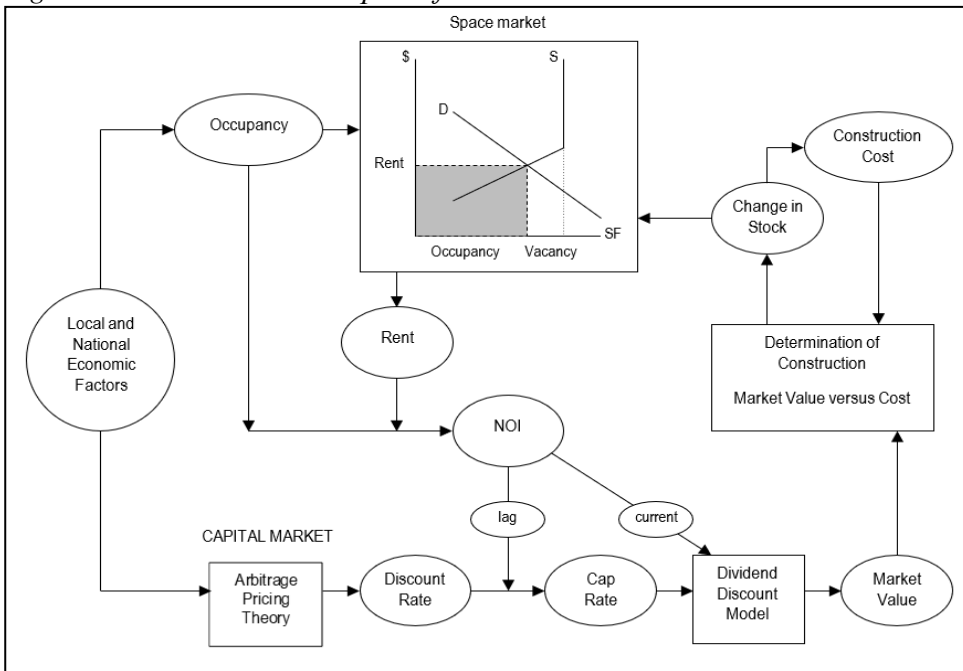 Space market
$
S
D
Rent
SF
Occupancy
Vacancy
Occupancy
Construction
Cost
Change in
Stock
Local and
National
Economic
Factors
Rent
Determination of
Construction
Market Value versus Cost
NOI
lag
current
CAPITAL MARKET
Arbitrage
Pricing
Theory
Discount
Rate
Cap
Rate
Dividend
Discount
Model
Market
Value